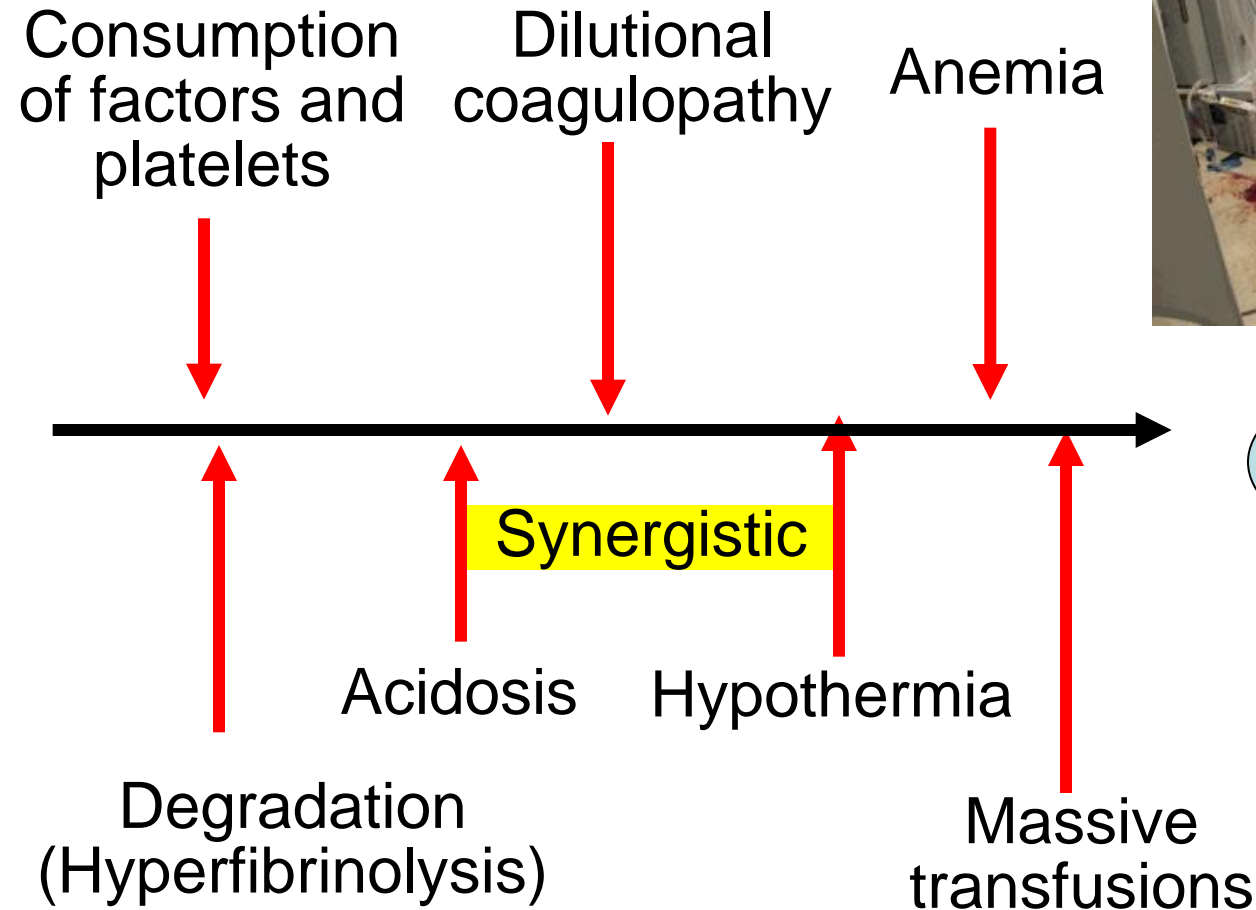 Consumption
of factors and
platelets
Dilutional
coagulopathy
Anemia
Synergistic
Acidosis
Hypothermia
Degradation
(Hyperfibrinolysis)
Massive
transfusions